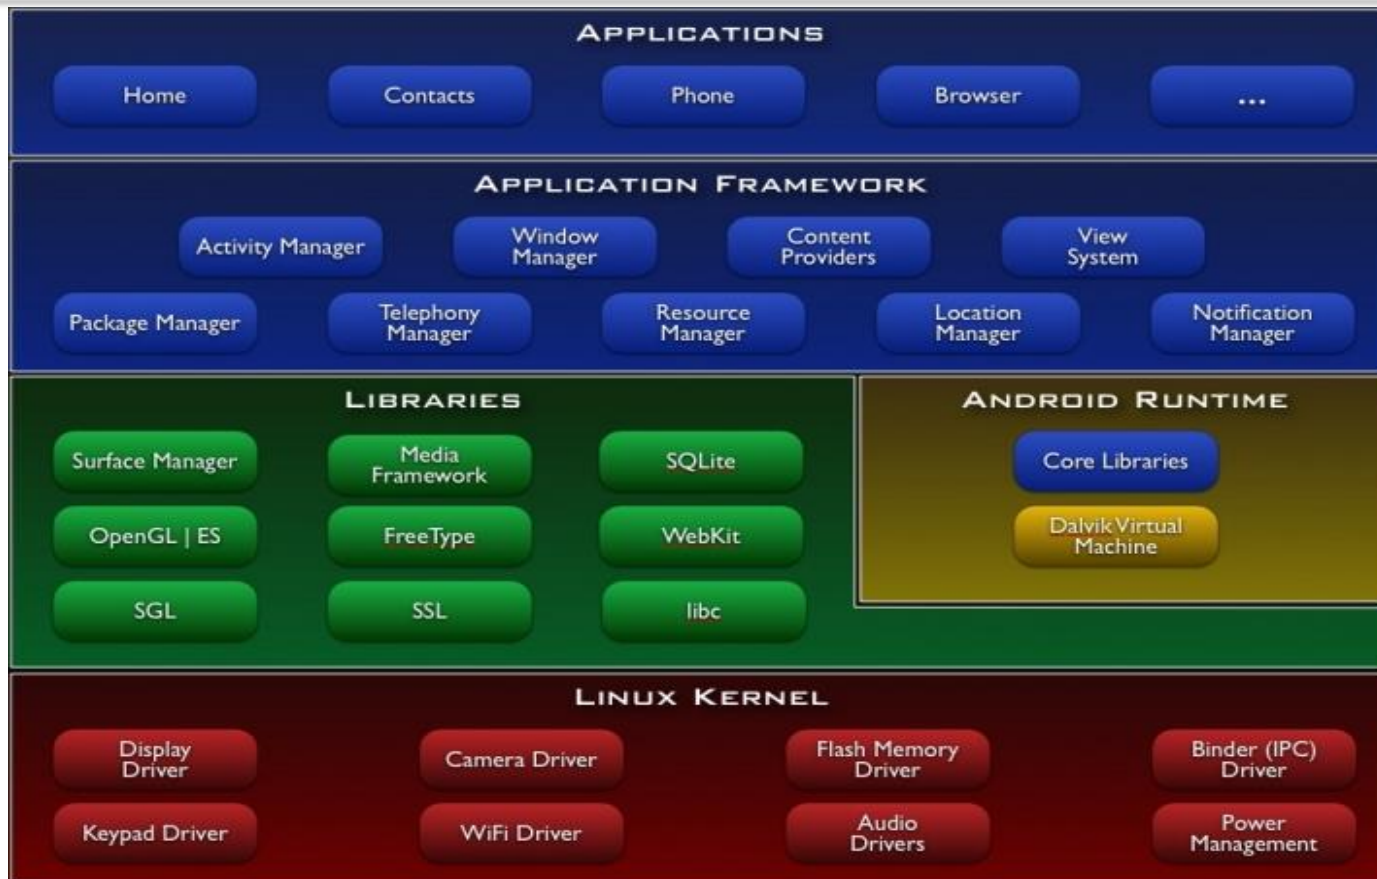 APPLICATIONS
Home
Contacts
Phone
Browser
...
APPLICATION FRAMEWORK
Activity Manager
Window
Manager
Content
Providers
View
System
Package Manager
Telephony
Manager
Resource
Manager
Location
Manager
Notification
Manager
LIBRARIES
Surface Manager
Media
Framework
SQLite
OpenGL | ES
FreeType
WebKit
SGL
SSL
libc
ANDROID RUNTIME
Core Libraries
Dalvik Virtual
Machine
LINUX KERNEL
Display
Driver
Camera Driver
Flash Memory
Driver
Binder (IPC)
Driver
Keypad Driver
WiFi Driver
Audio
Drivers
Power
Management